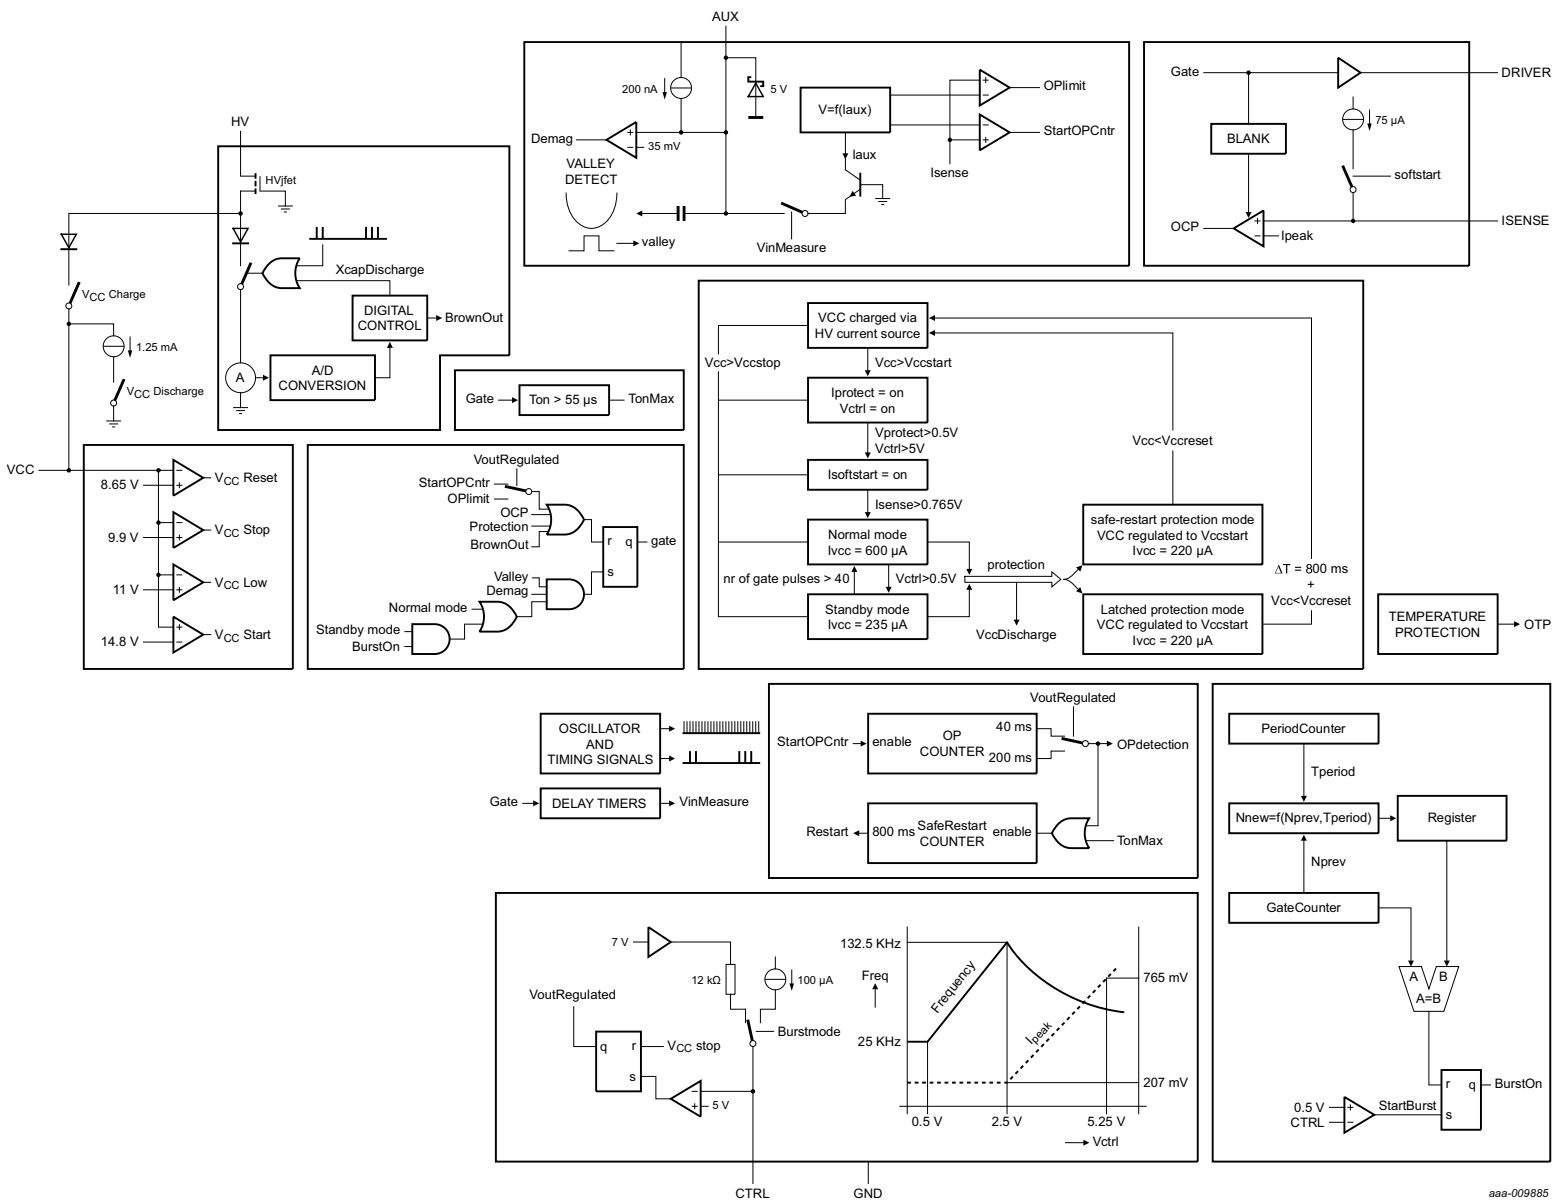 AUX
200 nA
5 V
Demag
+
−
35 mV
VALLEY
DETECT
valley
VinMeasure
V=f(Iaux)
Iaux
+
−
OPlimit
−
+
StartOPCntr
Isense
Gate
DRIVER
75 µA
BLANK
softstart
OCP
+
−
Ipeak
ISENSE
HV
HVjfet
XcapDischarge
DIGITAL
CONTROL
BrownOut
A
A/D
CONVERSION
VCC Charge
1.25 mA
VCC Discharge
Gate
Ton > 55 µs
TonMax
VCC
8.65 V
−
+
VCC Reset
9.9 V
−
+
VCC Stop
11 V
−
+
VCC Low
14.8 V
+
−
VCC Start
VoutRegulated
StartOPCntr
OPlimit
OCP
Protection
BrownOut
r
q
gate
s
Valley
Demag
Normal mode
Standby mode
BurstOn
VCC charged via
HV current source
Vcc>Vccstop
Vcc>Vccstart
Iprotect = on
Vctrl = on
Vprotect>0.5V
Vctrl>5V
Isoftstart = on
Isense>0.765V
Normal mode
Ivcc = 600 µA
nr of gate pulses > 40
Vctrl>0.5V
Standby mode
Ivcc = 235 µA
protection
VccDischarge
Vcc<Vccreset
safe-restart protection mode
VCC regulated to Vccstart
Ivcc = 220 µA
Latched protection mode
VCC regulated to Vccstart
Ivcc = 220 µA
ΔT = 800 ms
+
Vcc<Vccreset
TEMPERATURE
PROTECTION
OTP
OSCILLATOR
AND
TIMING SIGNALS
Gate
DELAY TIMERS
VinMeasure
VoutRegulated
StartOPCntr
enable
OP
COUNTER
40 ms
200 ms
OPdetection
Restart
800 ms
SafeRestart
COUNTER
enable
TonMax
PeriodCounter
Tperiod
Nnew=f(Nprev,Tperiod)
Register
Nprev
GateCounter
A
B
A=B
r
q
BurstOn
s
0.5 V
CTRL
+
−
StartBurst
7 V
12 kΩ
100 µA
Burstmode
VoutRegulated
q
r
VCC stop
s
−
+
5 V
132.5 KHz
Freq
25 KHz
Frequency
Ipeak
765 mV
207 mV
0.5 V
2.5 V
5.25 V
Vctrl
CTRL
GND
aaa-009885